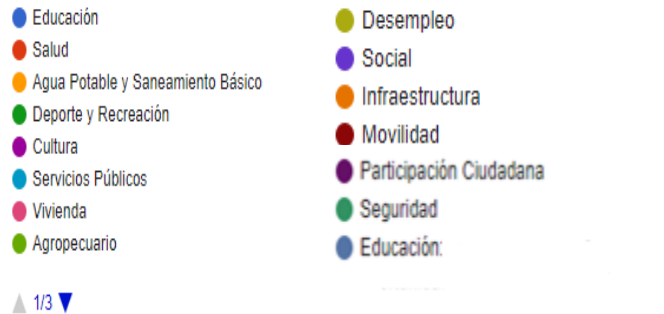 Educación
Salud
Agua Potable y Saneamiento Básico
Deporte y Recreación
Cultura
Servicios Públicos
Vivienda
Agropecuario
1/3
Desempleo
Social
Infraestructura
Movilidad
Participación Ciudadana
Seguridad
Educación: